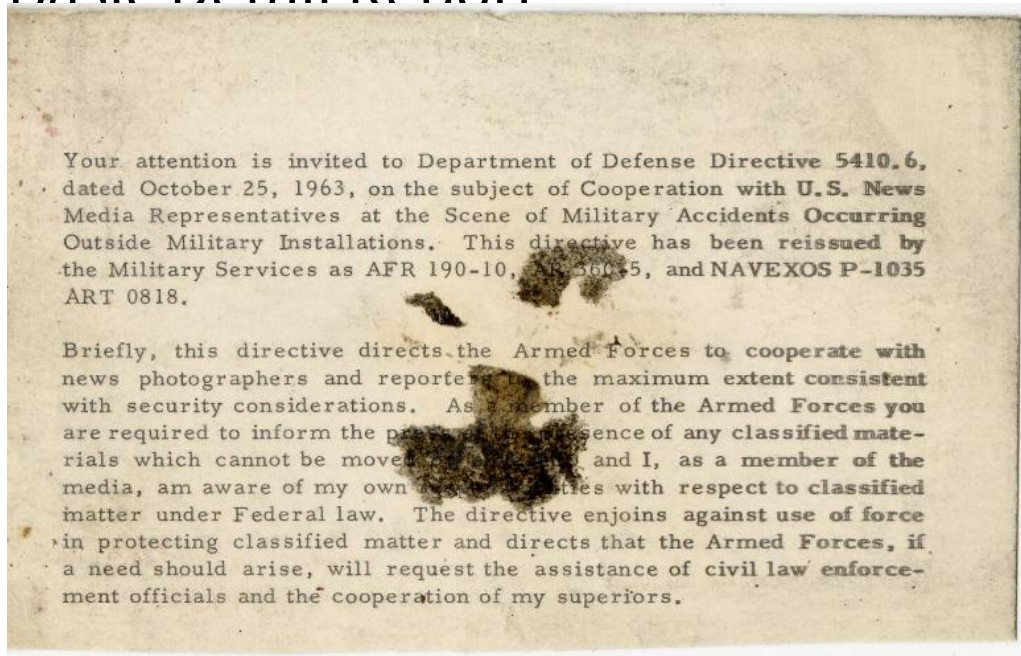 Your attention is invited to Department of Defense Directive 5410.6,
dated October 25, 1963, on the subject of Cooperation with U.S. News
Media Representatives at the Scene of Military Accidents Occurring
Outside Military Installations. This directive has been reissued by
the Military Services as AFR 190-10, AR 360-5, and NAVEXOS P-1035
ART 0818.
Briefly, this directive directs the Armed Forces to cooperate with
news photographers and reporters to the maximum extent consistent
with security considerations. As a member of the Armed Forces you
are required to inform the of any classified mate-
rials which cannot be moved and I, as a member of the
media, am aware of my own with respect to classified
matter under Federal law. The directive enjoins against use of force
in protecting classified matter and directs that the Armed Forces, if
a need should arise, will request the assistance of civil law enforce-
ment officials and the cooperation of my superiors.